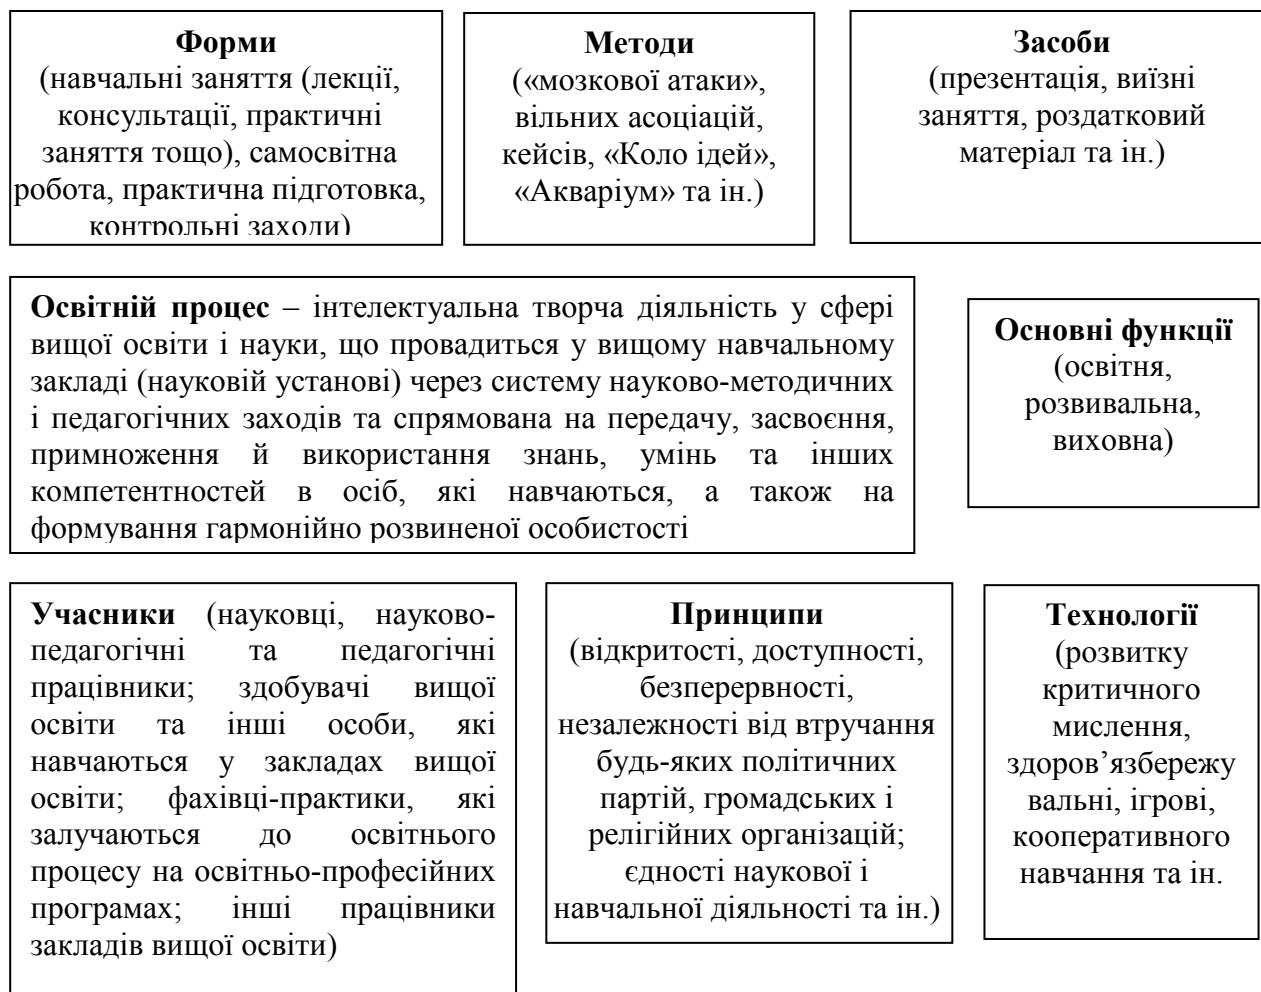 Форми
(навчальні заняття (лекції,
консультації, практичні
заняття тощо), самосвітна
робота, практична підготовка,
контрольні заходи)
Методи
(«мозкової атаки»,
вільних асоціацій,
кейсів, «Коло ідей»,
«Акваріум» та ін.)
Засоби
(презентація, виїзні
заняття, роздатковий
матеріал та ін.)
Освітній процес – інтелектуальна творча діяльність у сфері
вищої освіти і науки, що провадиться у вищому навчальному
закладі (науковій установі) через систему науково-методичних
і педагогічних заходів та спрямована на передачу, засвоєння,
примноження й використання знань, умінь та інших
компетентностей в осіб, які навчаються, а також на
формування гармонійно розвиненої особистості
Основні функції
(освітня,
розвивальна,
виховна)
Учасники (науковці, науково-
педагогічні та педагогічні
працівники; здобувачі вищої
освіти та інші особи, які
навчаються у закладах вищої
освіти; фахівці-практики, які
залучаються до освітнього
процесу на освітньо-професійних
програмах; інші працівники
закладів вищої освіти)
Принципи
(відкритості, доступності,
безперервності,
незалежності від втручання
будь-яких політичних
партій, громадських і
релігійних організацій;
єдності наукової і
навчальної діяльності та ін.)
Технології
(розвитку
критичного
мислення,
здоров’язбережу
вальні, ігрові,
кооперативного
навчання та ін.